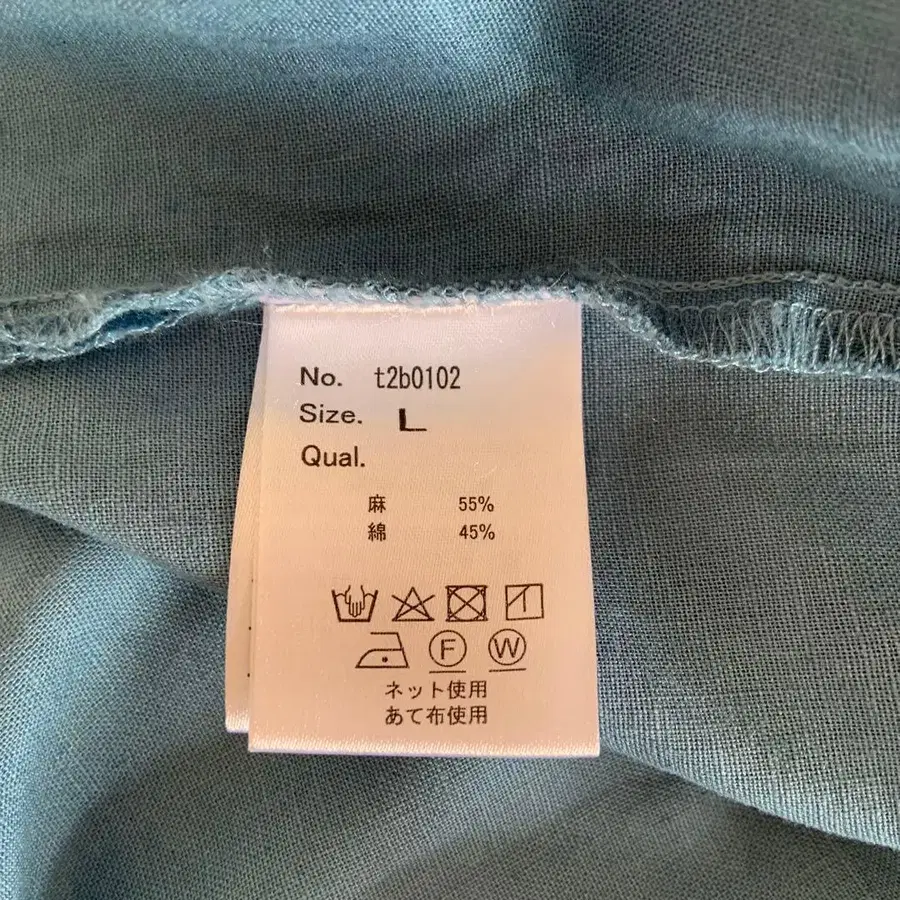 No. t2b0102
Size. L
Qual.
麻 55%
綿 45%
F W
ネット使用
あて布使用